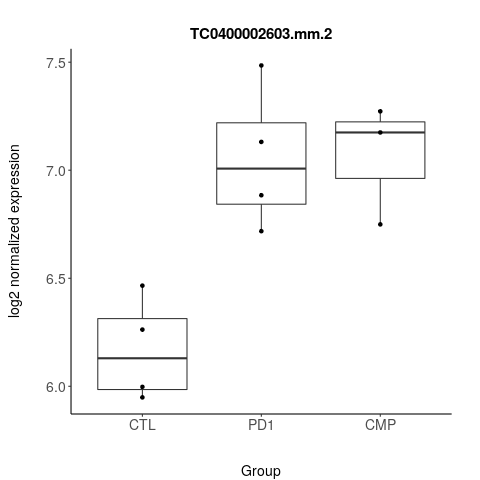 TC0400002603.mm.2
log2 normalized expression
7.5
7.0
6.5
6.0
CTL PD1 CMP
Group